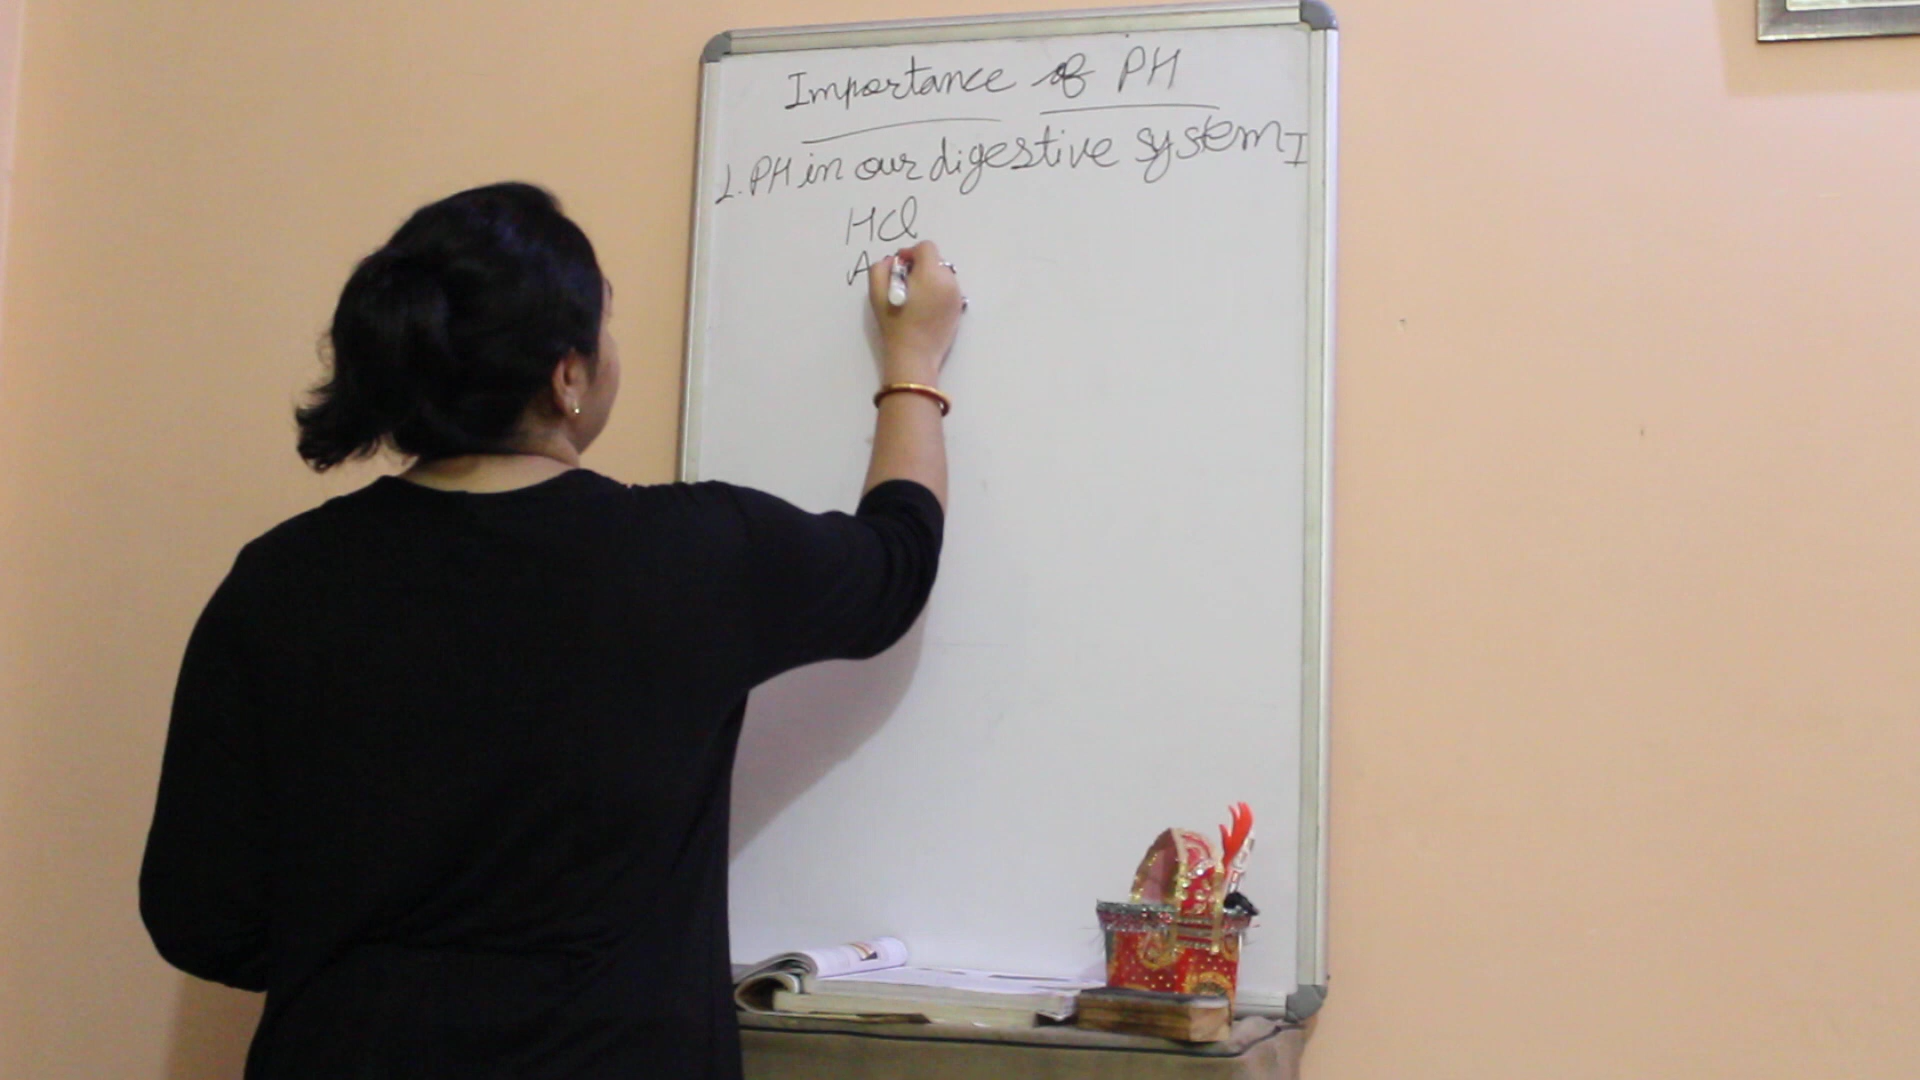 Importance of PH
1. PH in our digestive system I
HCl
A